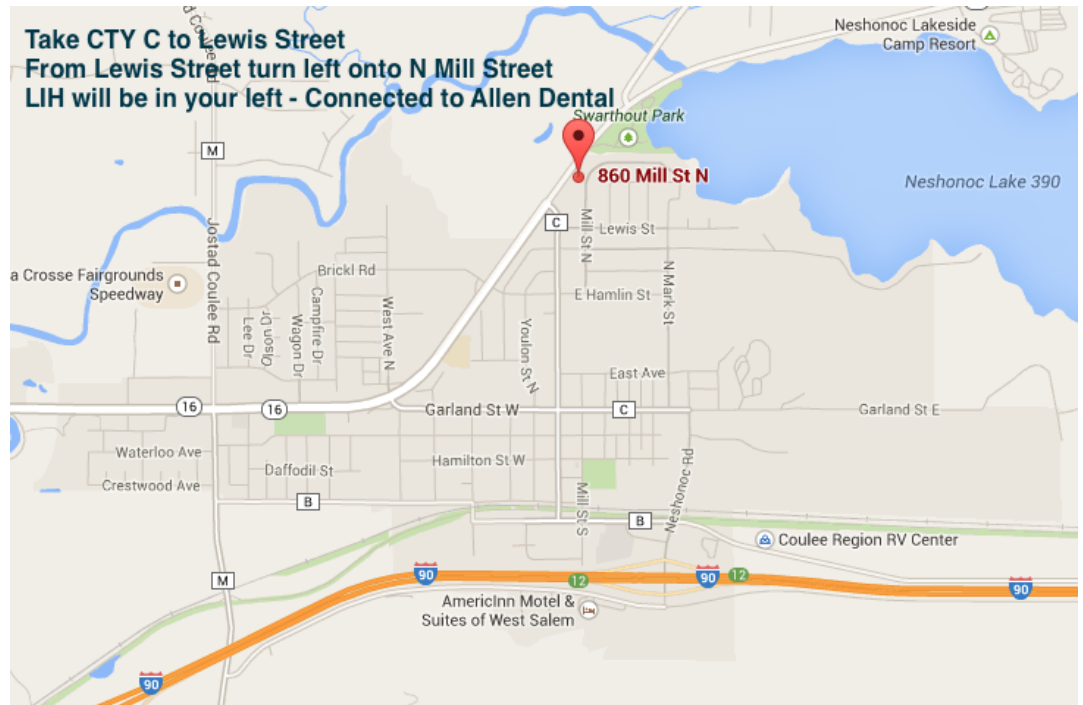 Take CTY C to Lewis Street
From Lewis Street turn left onto N Mill Street
LIH will be in your left - Connected to Allen Dental
Neshonoc Lakeside
Camp Resort
Swarthout Park
M
860 Mill St N
Neshonoc Lake 390
C
Lewis St
Mill St N
Jostad Coulee Rd
a Crosse Fairgrounds
Speedway
Brickl Rd
E Hamlin St
N Mark St
Lee Dr
Olson Dr
Campfire Dr
Wagon Dr
West Ave N
Youlon St N
East Ave
16
16
Garland St W
C
Garland St E
Waterloo Ave
Hamilton St W
Daffodil St
Crestwood Ave
B
Mill St S
Neshonoc Rd
B
Coulee Region RV Center
M
90
12
90
12
90
AmericInn Motel &
Suites of West Salem
90